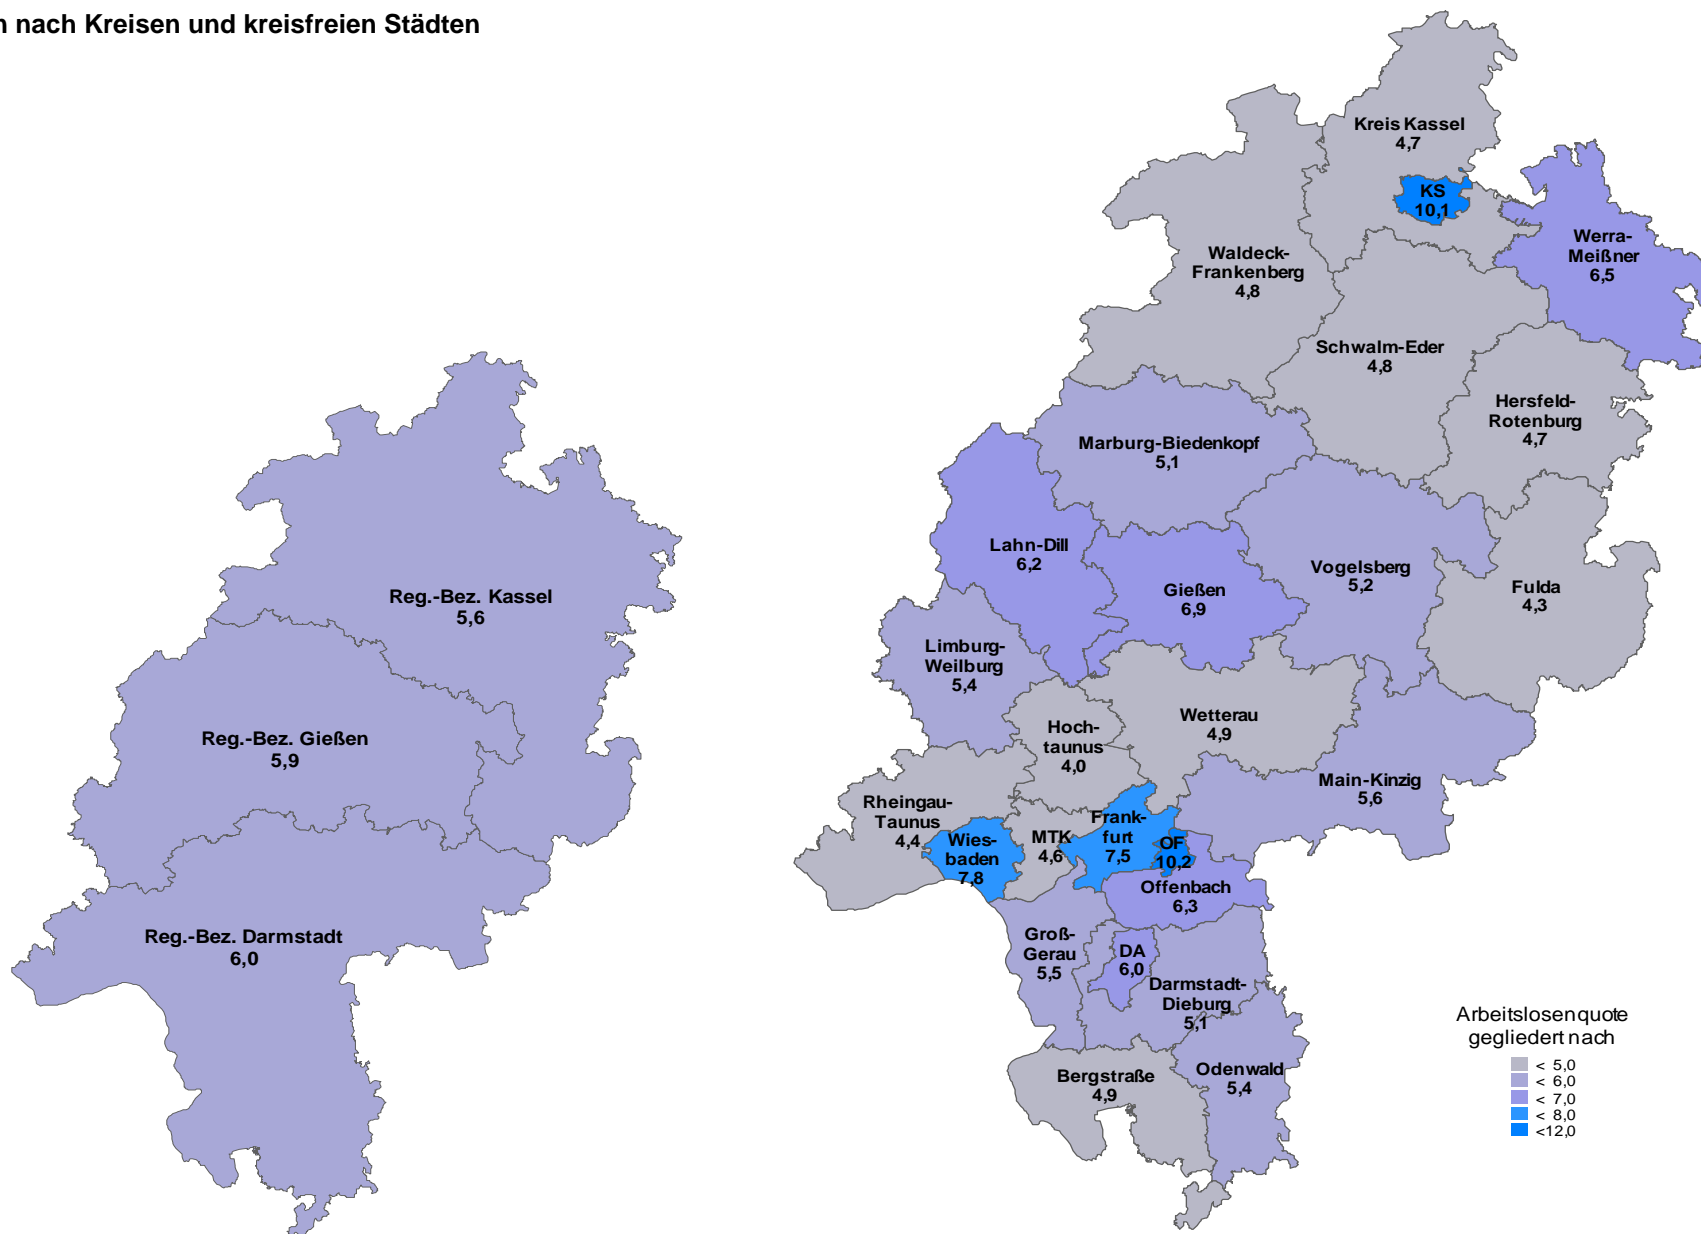 n nach Kreisen und kreisfreien Städten
Kreis Kassel
4,7
KS
10,1
Werra-
Meißner
6,5
Waldeck-
Frankenberg
4,8
Schwalm-Eder
4,8
Hersfeld-
Rotenburg
4,7
Marburg-Biedenkopf
5,1
Lahn-Dill
6,2
Gießen
6,9
Vogelsberg
5,2
Fulda
4,3
Limburg-
Weilburg
5,4
Hoch-
taunus
4,0
Wetterau
4,9
Main-Kinzig
5,6
Rheingau-
Taunus
4,4
Wies-
baden
7,8
MTK
4,6
Frank-
furt
7,5
OF
10,2
Offenbach
6,3
Groß-
Gerau
5,5
DA
6,0
Darmstadt-
Dieburg
5,1
Bergstraße
4,9
Odenwald
5,4
Reg.-Bez. Kassel
5,6
Reg.-Bez. Gießen
5,9
Reg.-Bez. Darmstadt
6,0
Arbeitslosenquote
gegliedert nach
< 5,0
< 6,0
< 7,0
< 8,0
<12,0